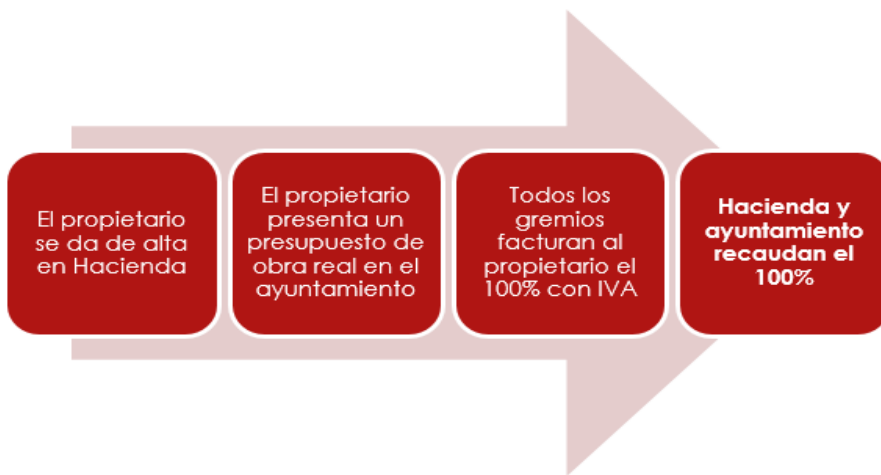 El propietario
se da de alta
en Hacienda
El propietario
presenta un
presupuesto de
obra real en el
ayuntamiento
Todos los
gremios
facturan al
propietario el
100% con IVA
Hacienda y
ayuntamiento
recaudan el
100%